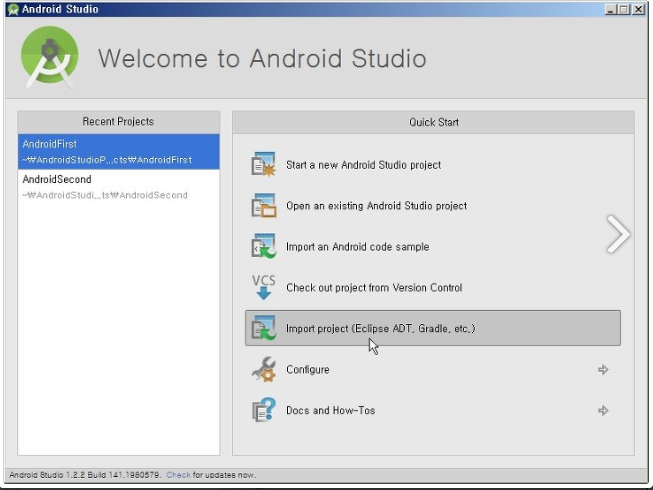 Android Studio
Welcome to Android Studio
Recent Projects
AndroidFirst
~₩AndroidStudioP...cts₩AndroidFirst
AndroidSecond
~₩AndroidStudi...ts₩AndroidSecond
Quick Start
Start a new Android Studio project
Open an existing Android Studio project
Import an Android code sample
VCS
Check out project from Version Control
Import project (Eclipse ADT, Gradle, etc.)
Configure
Docs and How-Tos
Android Studio 1.2.2 Build 141.1980579. Check for updates now.